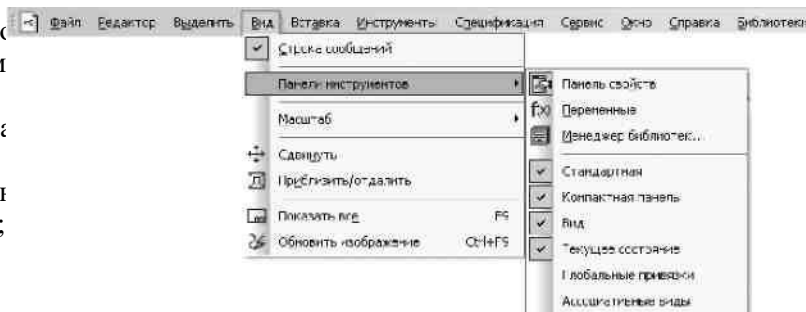 Файл Редактор Выделить Вид Вставка Инструменты Спецификация Сервис Окно Справка Библиотеки
Строка сообщений
Панели инструментов
Масштаб
Сдвинуть
Приблизить/отдалить
Показать все F9
Обновить изображение Ctrl+F9
Панель свойств
f(x) Переменные
Менеджер библиотек...
Стандартная
Компактная панель
Вид
Текущее состояние
Глобальные привязки
Ассоциативные виды